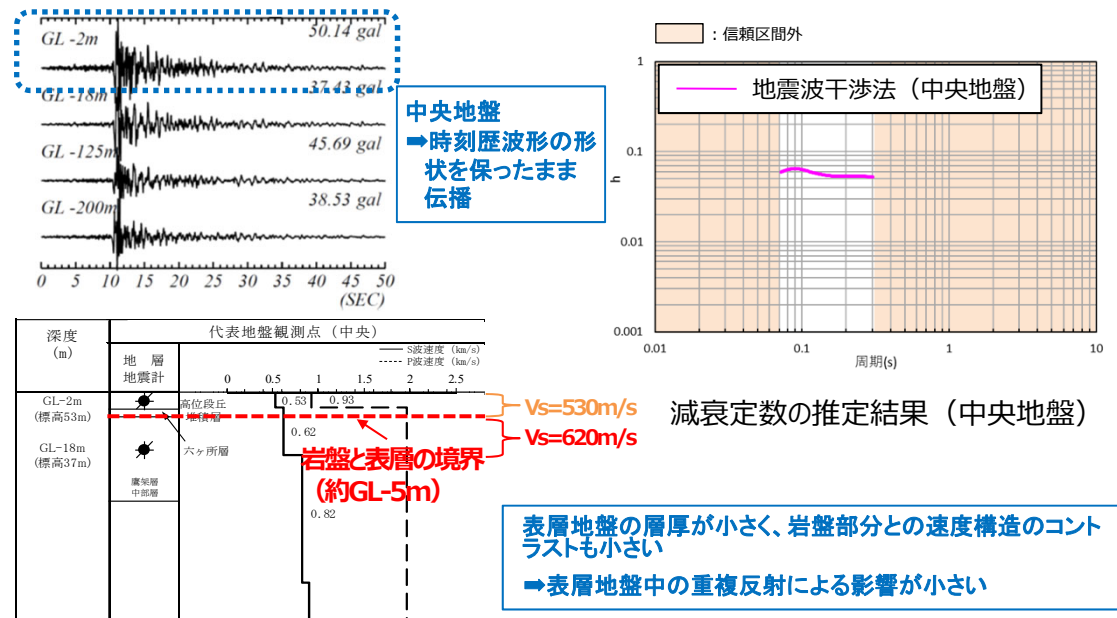 GL -2m
50.14 gal
GL -18m
37.43 gal
GL -125m
45.69 gal
GL -200m
38.53 gal
0 5 10 15 20 25 30 35 40 45 50
(SEC)
中央地盤
➡時刻歴波形の形
状を保ったまま
伝播
：信頼区間外
地震波干渉法（中央地盤）
1
0.1
0.01
0.001
h
0.01 0.1 1 10
周期(s)
減衰定数の推定結果（中央地盤）
深度
(m)
代表地盤観測点（中央）
地 層
地震計
S波速度 (km/s)
P波速度 (km/s)
0 0.5 1 1.5 2 2.5
GL-2m
(標高53m)
高位段丘
堆積層
0.53 0.93
Vs=530m/s
GL-18m
(標高37m)
六ヶ所層
0.62
Vs=620m/s
岩盤と表層の境界
（約GL-5m）
鷹架層
中部層
0.82
表層地盤の層厚が小さく、岩盤部分との速度構造のコント
ラストも小さい
➡表層地盤中の重複反射による影響が小さい